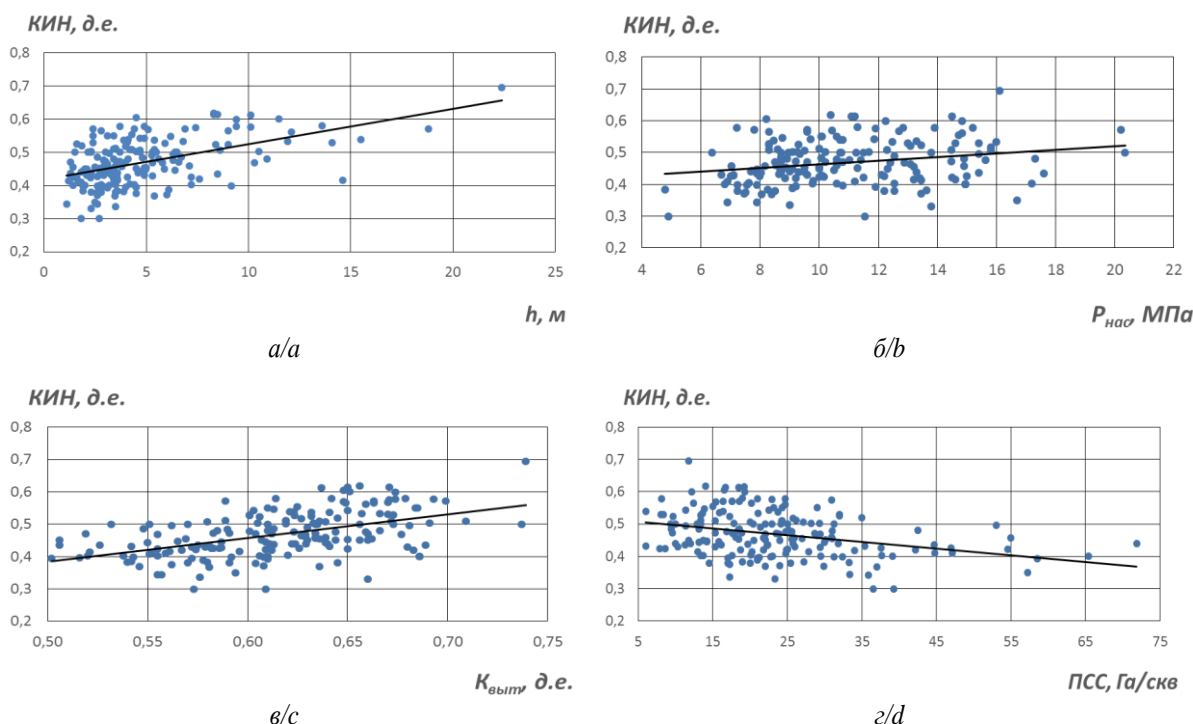 КИН, д.е.
0,8
0,7
0,6
0,5
0,4
0,3
0,2
0 5 10 15 20 25
h, м
а/a
КИН, д.е.
0,8
0,7
0,6
0,5
0,4
0,3
0,2
4 6 8 10 12 14 16 18 20 22
Pнас, МПа
б/b
КИН, д.е.
0,8
0,7
0,6
0,5
0,4
0,3
0,2
0,50 0,55 0,60 0,65 0,70 0,75
Kвыт, д.е.
в/c
КИН, д.е.
0,8
0,7
0,6
0,5
0,4
0,3
0,2
5 15 25 35 45 55 65 75
ПСС, Га/скв
г/d